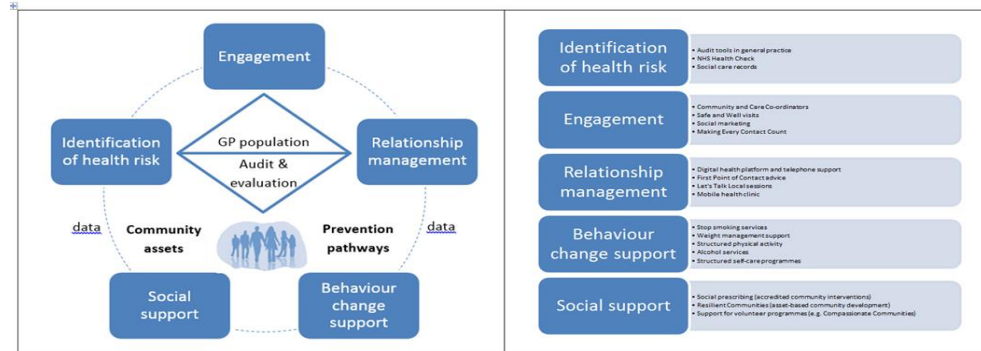 Engagement
Identification
of health risk
GP population
Audit &
evaluation
Relationship
management
data
Community
assets
Prevention
pathways
data
Social
support
Behaviour
change
support
Identification
of health risk
• Audit tools in general practice
• NHS Health Check
• Social care records
Engagement
• Community and Care Co-ordinators
• Safe and Well visits
• Social marketing
• Making Every Contact Count
Relationship
management
• Digital health platform and telephone support
• First Point of Contact advice
• Let's Talk Local sessions
• Mobile health clinic
Behaviour
change support
• Stop smoking services
• Weight management support
• Structured physical activity
• Alcohol services
• Structured self-care programmes
Social support
• Social prescribing (accredited community interventions)
• Resilient Communities (asset-based community development)
• Support for volunteer programmes (e.g. Compassionate Communities)